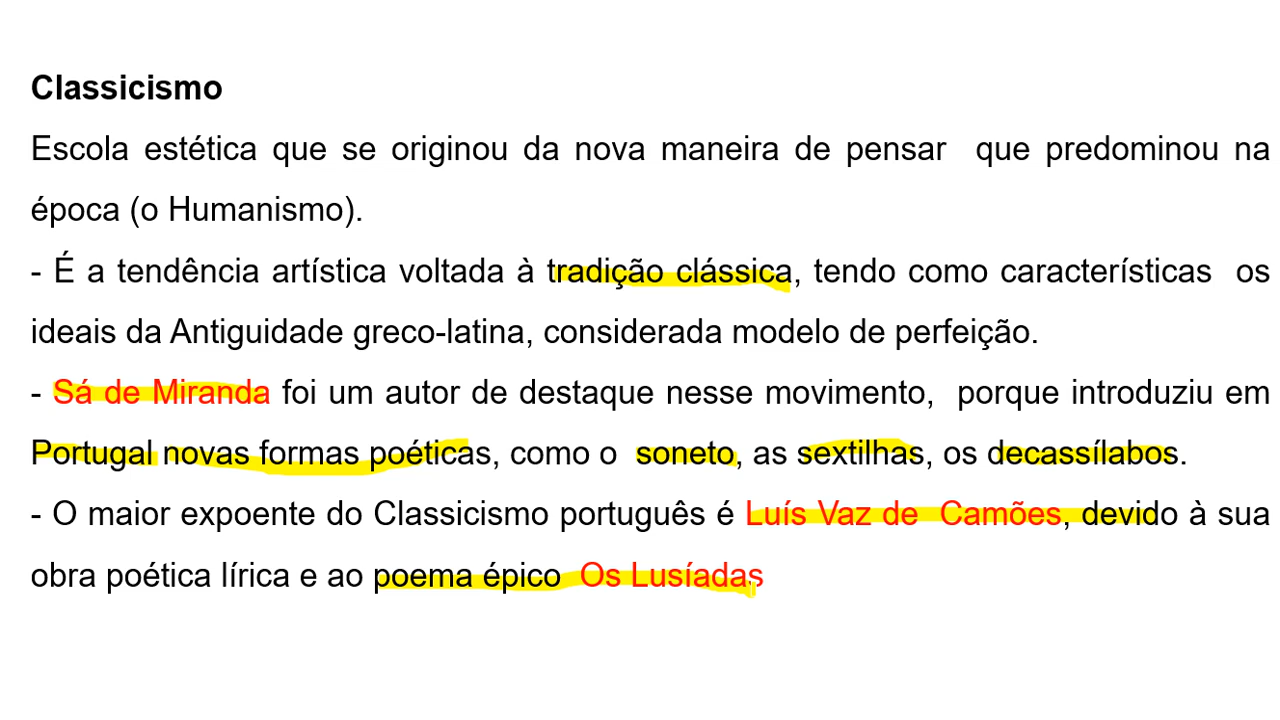 Classicismo
Escola estética que se originou da nova maneira de pensar que predominou na
época (o Humanismo).
- É a tendência artística voltada à tradição clássica, tendo como características os
ideais da Antiguidade greco-latina, considerada modelo de perfeição.
- Sá de Miranda foi um autor de destaque nesse movimento, porque introduziu em
Portugal novas formas poéticas, como o soneto, as sextilhas, os decassílabos.
- O maior expoente do Classicismo português é Luís Vaz de Camões, devido à sua
obra poética lírica e ao poema épico Os Lusíadas